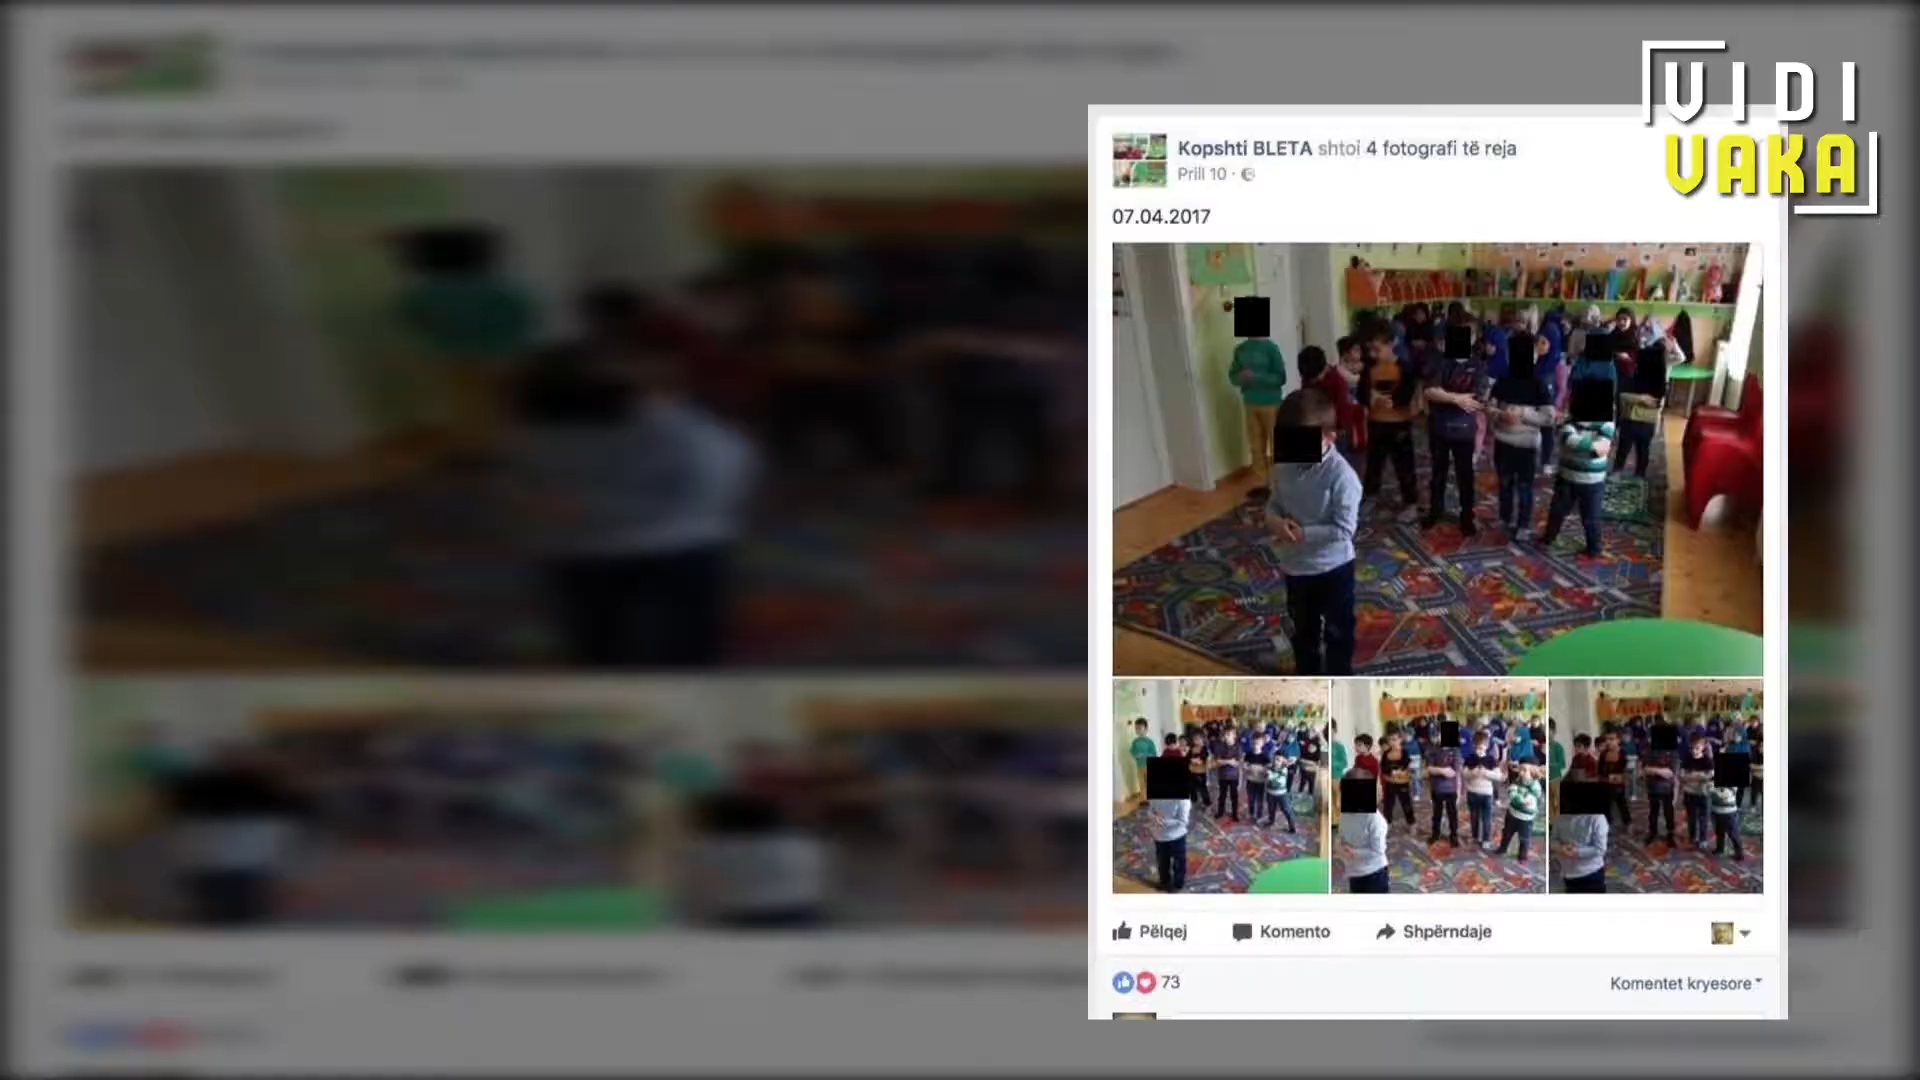 VIDI
VAKA
Kopshti BLETA shtoi 4 fotografi të reja
Prill 10
07.04.2017
Pëlqej
Komento
Shpërndaje
73
Komentet kryesore